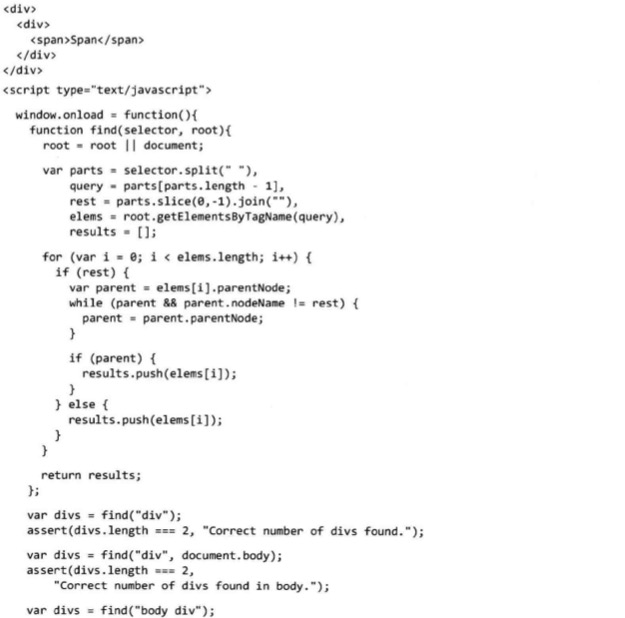 <div>
  <div>
    <span>Span</span>
  </div>
</div>
<script type="text/javascript">
  window.onload = function(){
    function find(selector, root){
      root = root || document;
      var parts = selector.split(" "),
          query = parts[parts.length - 1],
          rest = parts.slice(0,-1).join(""),
          elems = root.getElementsByTagName(query),
          results = [];
      for (var i = 0; i < elems.length; i++) {
        if (rest) {
          var parent = elems[i].parentNode;
          while (parent && parent.nodeName != rest) {
            parent = parent.parentNode;
          }
          if (parent) {
            results.push(elems[i]);
          }
        } else {
          results.push(elems[i]);
        }
      }
      return results;
    };
    var divs = find("div");
    assert(divs.length === 2, "Correct number of divs found.");
    var divs = find("div", document.body);
    assert(divs.length === 2,
        "Correct number of divs found in body.");
    var divs = find("body div");